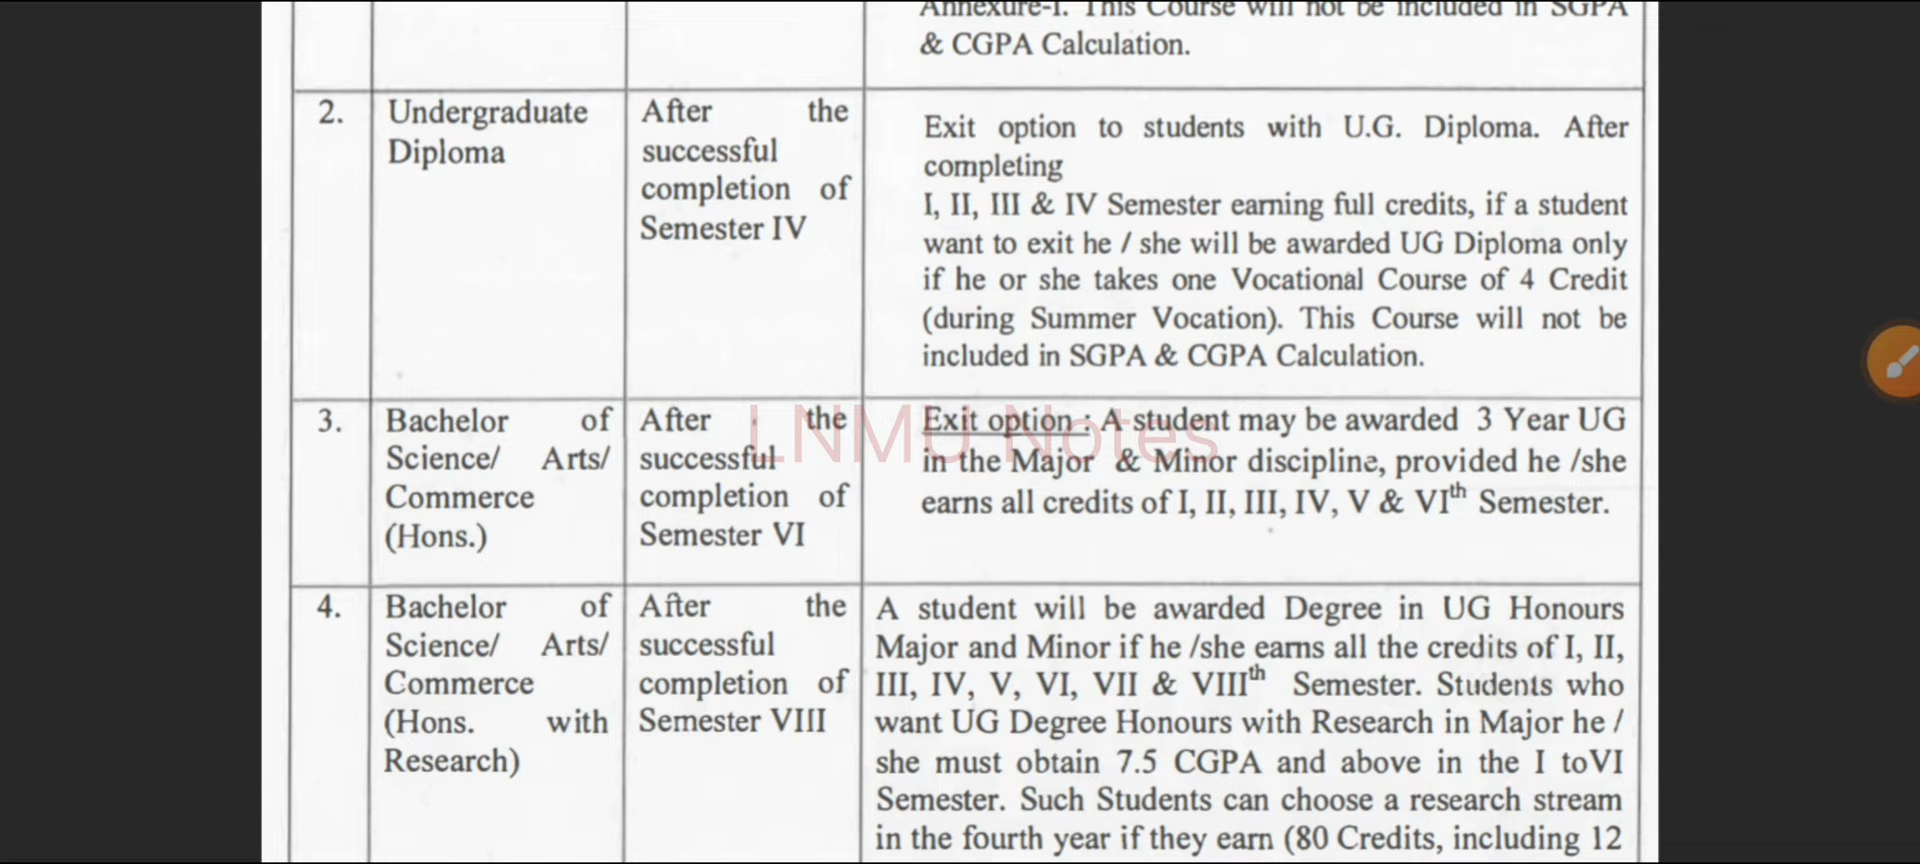 Annexure-I. This Course will not be included in SGPA
& CGPA Calculation.
2.
Undergraduate
Diploma
After the
successful
completion of
Semester IV
Exit option to students with U.G. Diploma. After
completing
I, II, III & IV Semester earning full credits, if a student
want to exit he / she will be awarded UG Diploma only
if he or she takes one Vocational Course of 4 Credit
(during Summer Vocation). This Course will not be
included in SGPA & CGPA Calculation.
3.
Bachelor of
Science/ Arts/
Commerce
(Hons.)
After the
successful
completion of
Semester VI
Exit option : A student may be awarded 3 Year UG
in the Major & Minor discipline, provided he /she
earns all credits of I, II, III, IV, V & VIth Semester.
LNMU Notes
4.
Bachelor of
Science/ Arts/
Commerce
(Hons. with
Research)
After the
successful
completion of
Semester VIII
A student will be awarded Degree in UG Honours
Major and Minor if he /she earns all the credits of I, II,
III, IV, V, VI, VII & VIIIth Semester. Students who
want UG Degree Honours with Research in Major he /
she must obtain 7.5 CGPA and above in the I toVI
Semester. Such Students can choose a research stream
in the fourth year if they earn (80 Credits, including 12